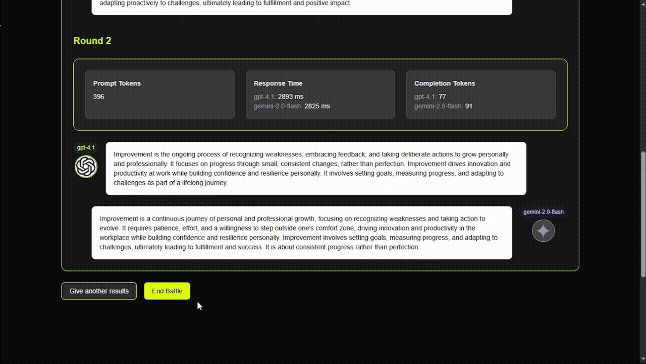 adapting proactively to challenges, ultimately leading to fulfillment and positive impact.
Round 2
Prompt Tokens
396
Response Time
gpt-4.1: 2893 ms
gemini-2.0-flash: 2825 ms
Completion Tokens
gpt-4.1: 77
gemini-2.0-flash: 91
gpt-4.1
Improvement is the ongoing process of recognizing weaknesses, embracing feedback, and taking deliberate actions to grow personally
and professionally. It focuses on progress through small, consistent changes, rather than perfection. Improvement drives innovation and
productivity at work while building confidence and resilience personally. It involves setting goals, measuring progress, and adapting to
challenges as part of a lifelong journey.
gemini-2.0-flash
Improvement is a continuous journey of personal and professional growth, focusing on recognizing weaknesses and taking action to
evolve. It requires patience, effort, and a willingness to step outside one's comfort zone, driving innovation and productivity in the
workplace while building confidence and resilience personally. Improvement involves setting goals, measuring progress, and adapting to
challenges, ultimately leading to fulfillment and success. It is about consistent progress rather than perfection.
Give another results
End Battle